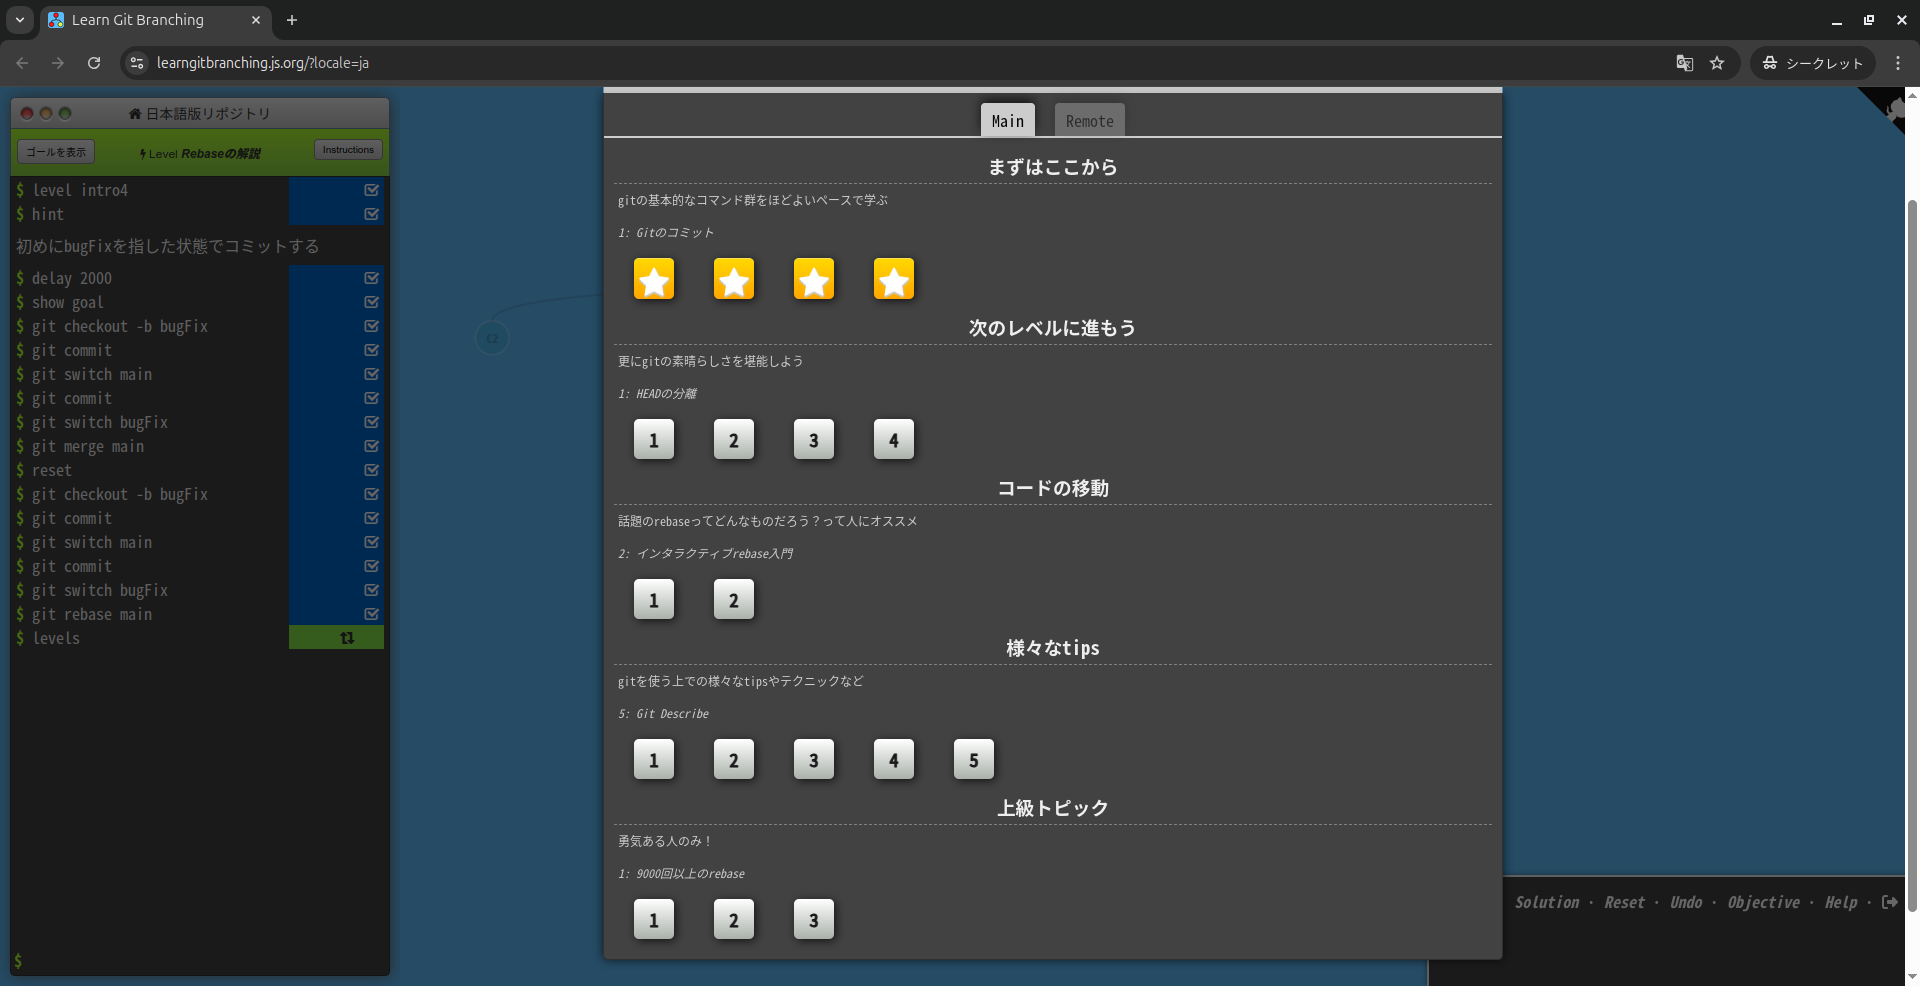 Learn Git Branching
learngitbranching.js.org/?locale=ja
シークレット
日本語版リポジトリ
ゴールを表示
Level Rebaseの解説
Instructions
$ level intro4
$ hint
初めにbugFixを指した状態でコミットする
$ delay 2000
$ show goal
$ git checkout -b bugFix
$ git commit
$ git switch main
$ git commit
$ git switch bugFix
$ git merge main
$ reset
$ git checkout -b bugFix
$ git commit
$ git switch main
$ git commit
$ git switch bugFix
$ git rebase main
$ levels
$
C2
Main
Remote
まずはここから
gitの基本的なコマンド群をほどよいペースで学ぶ
1: Gitのコミット
次のレベルに進もう
更にgitの素晴らしさを堪能しよう
1: HEADの分離
1 2 3 4
コードの移動
話題のrebaseってどんなものだろう？って人にオススメ
2: インタラクティブrebase入門
1 2
様々なtips
gitを使う上での様々なtipsやテクニックなど
5: Git Describe
1 2 3 4 5
上級トピック
勇気ある人のみ！
1: 9000回以上のrebase
1 2 3
Solution · Reset · Undo · Objective · Help ·